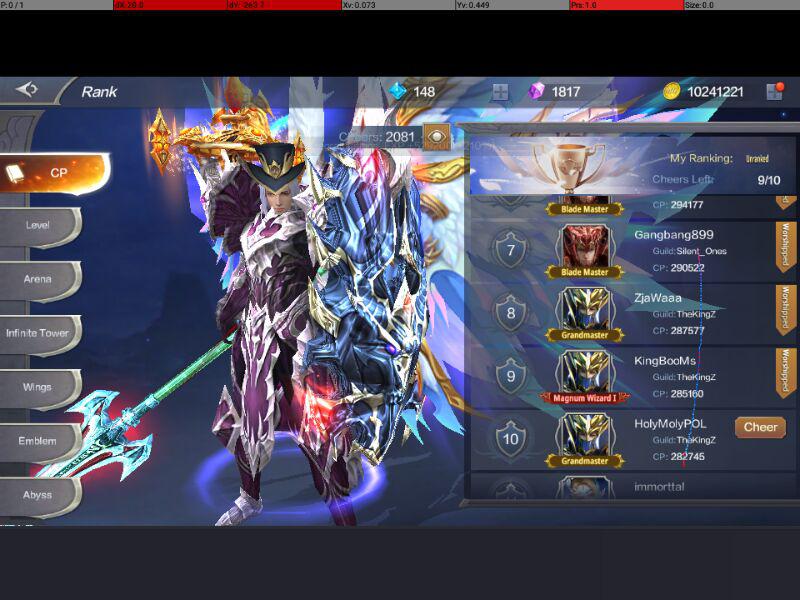 P: 0 / 1 dX: 20.0 dY: -263.7 Xv: 0.073 Yv: 0.449 Prs: 1.0 Size: 0.0
Rank 148 1817 10241221
Cheers: 2081
My Ranking: Unranked
Cheers Left: 9/10
CP
Level
Arena
Infinite Tower
Wings
Emblem
Abyss
Blade Master CP: 294177
7 Gangbang899
Guild: Silent_Ones
Blade Master CP: 290522
Worshipped
8 ZjaWaaa
Guild: TheKingZ
Grandmaster CP: 287577
Worshipped
9 KingBooMs
Guild: TheKingZ
Magnum Wizard I CP: 285160
Worshipped
10 HolyMolyPOL
Guild: TheKingZ
Grandmaster CP: 282745
Cheer
immorttal